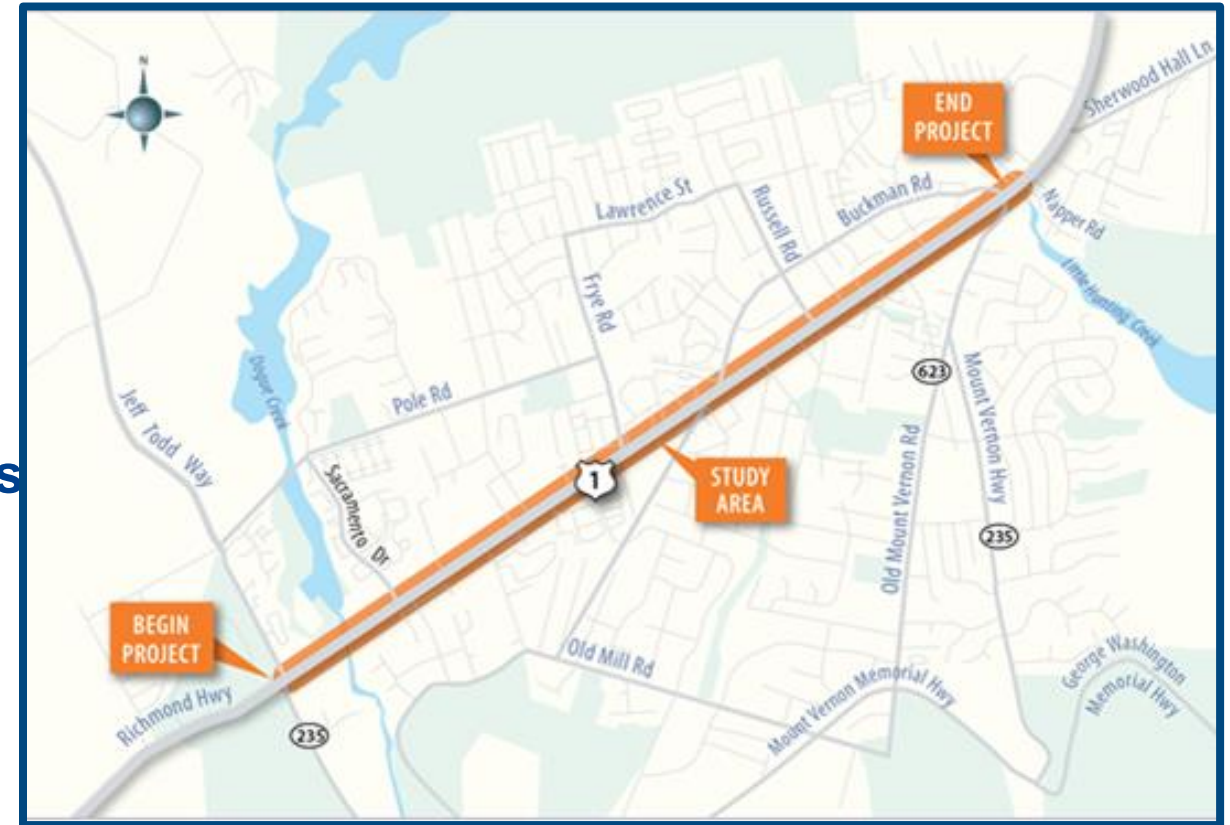 N
Sherwood Hall Ln
END
PROJECT
Lawrence St
Russell Rd
Buckman Rd
Napper Rd
Little Hunting Creek
Frye Rd
Dogue Creek
Pole Rd
623
Mount Vernon Hwy
Jeff Todd Way
s
Sacramento Dr
1
STUDY
AREA
Old Mount Vernon Rd
235
BEGIN
PROJECT
Old Mill Rd
Richmond Hwy
235
Mount Vernon Memorial Hwy
George Washington
Memorial Hwy